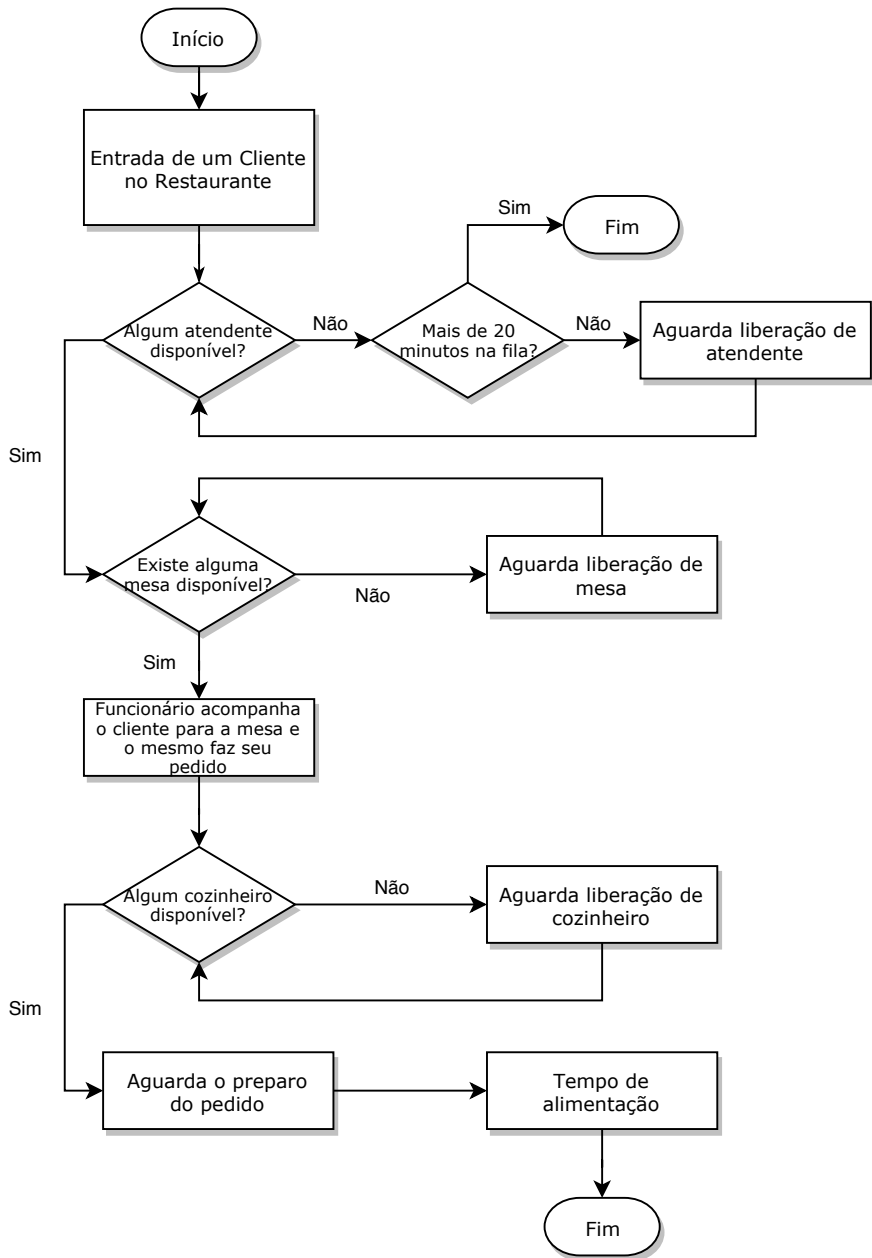 Início
Entrada de um Cliente
no Restaurante
Sim
Fim
Algum atendente
disponível?
Não
Mais de 20
minutos na fila?
Não
Aguarda liberação de
atendente
Sim
Existe alguma
mesa disponível?
Não
Aguarda liberação de
mesa
Sim
Funcionário acompanha
o cliente para a mesa e
o mesmo faz seu
pedido
Algum cozinheiro
disponível?
Não
Aguarda liberação de
cozinheiro
Sim
Aguarda o preparo
do pedido
Tempo de
alimentação
Fim